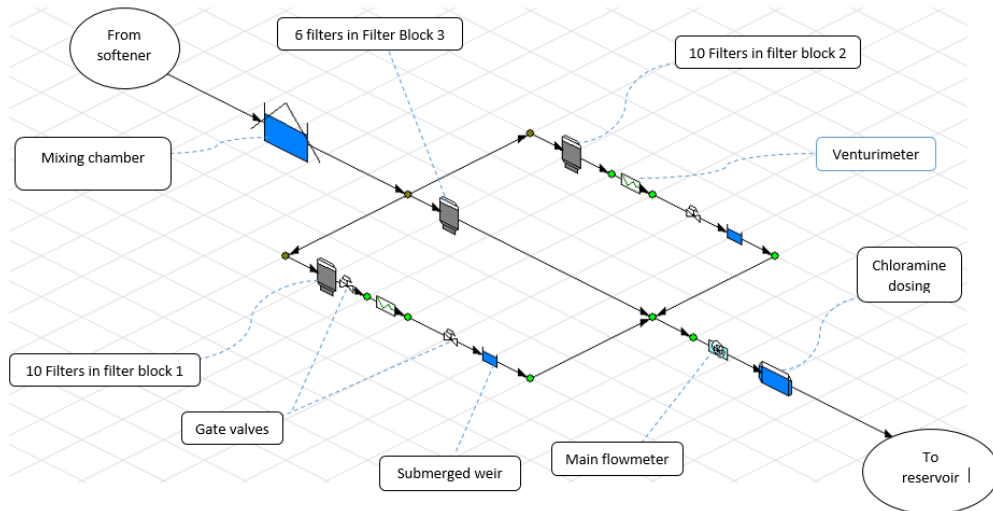 From
softener
6 filters in Filter Block 3
10 Filters in filter block 2
Mixing chamber
Venturimeter
Chloramine
dosing
10 Filters in filter block 1
Gate valves
Submerged weir
Main flowmeter
To
reservoir